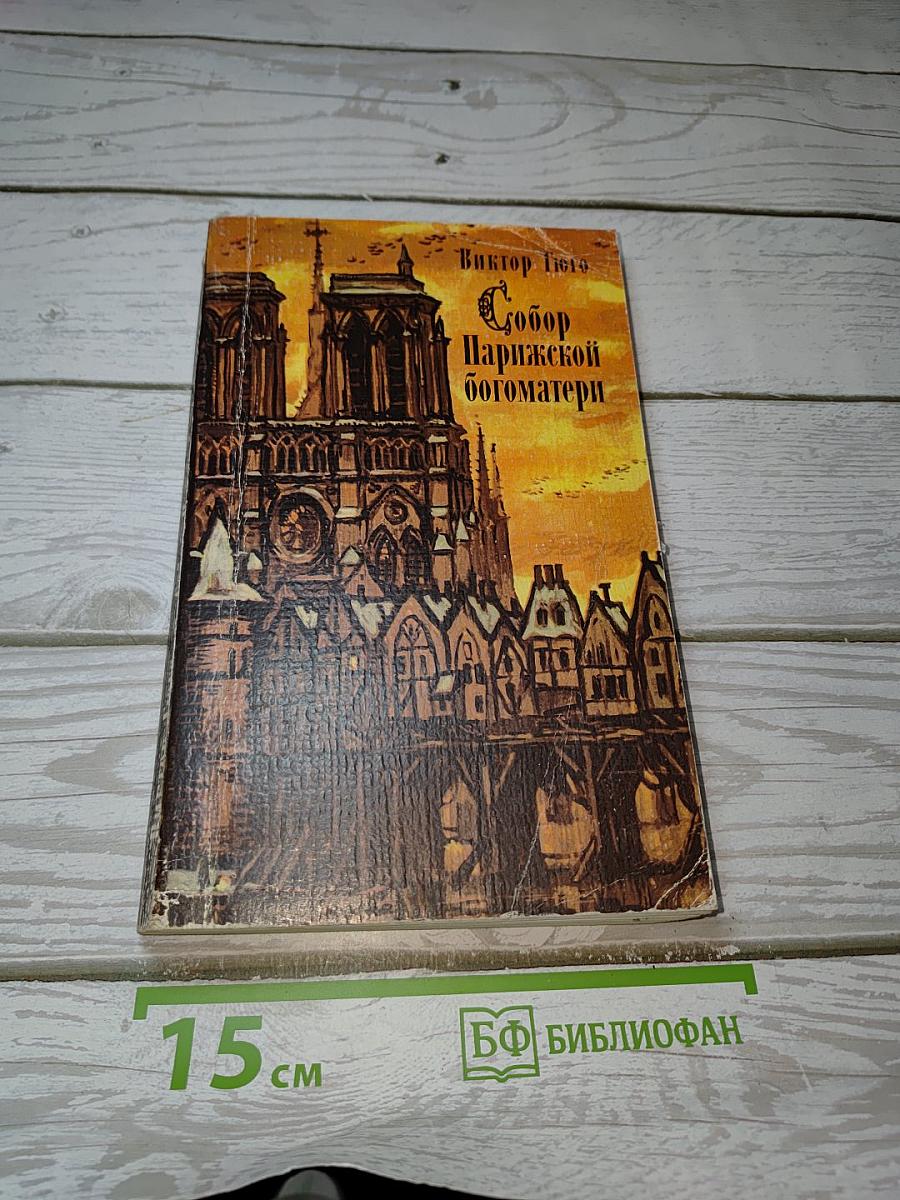 Виктор Гюго
Собор
Парижской
богоматери
15 см
БФ БИБЛИОФАН